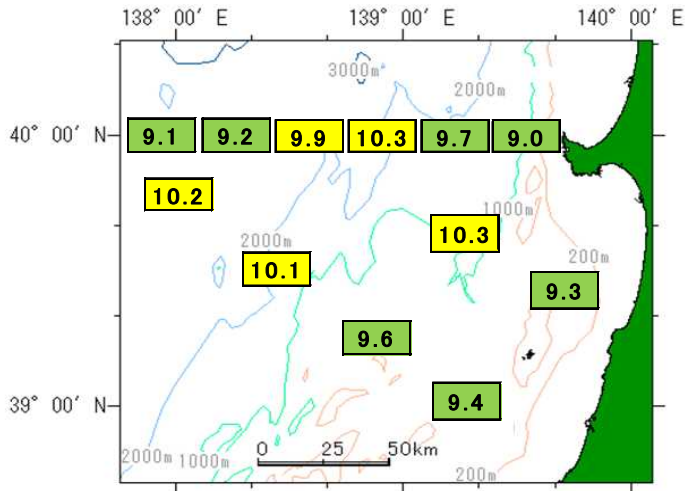 138° 00′ E 139° 00′ E 140° 00′ E
3000m
2000m
40° 00′ N
9.1 9.2 9.9 10.3 9.7 9.0
10.2
1000m
2000m
10.3
200m
10.1
9.3
9.6
39° 00′ N
9.4
0 25 50km
2000m 1000m
200m